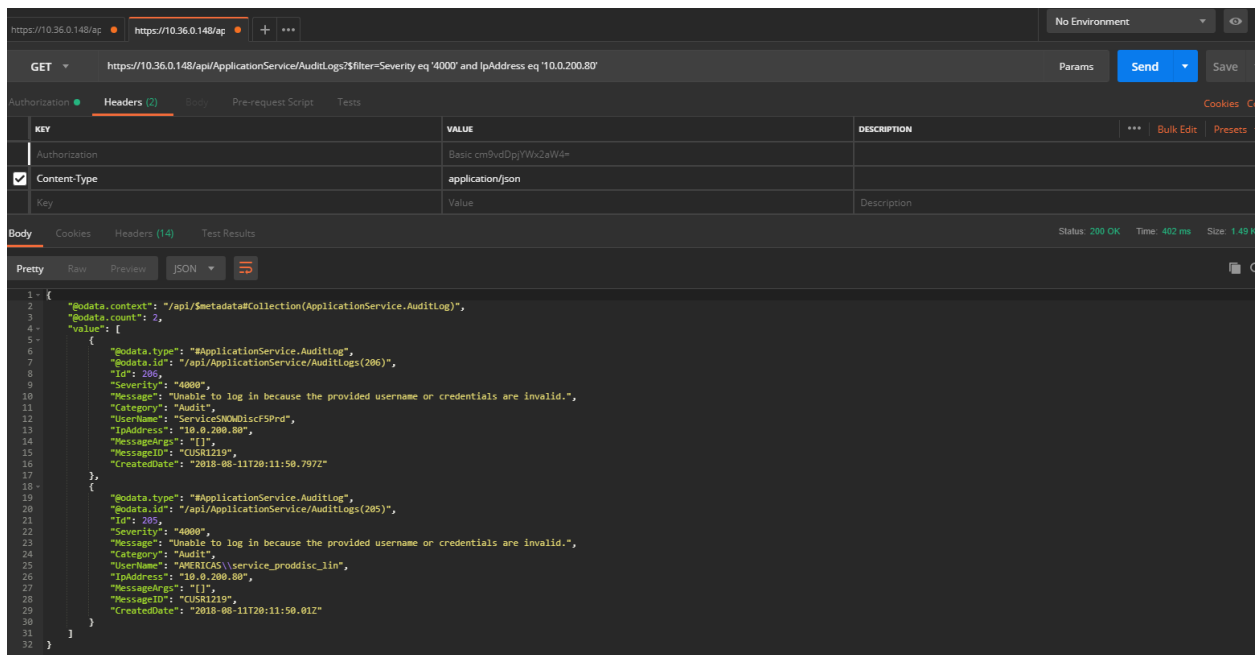 https://10.36.0.148/ap https://10.36.0.148/ap + ••• No Environment
GET https://10.36.0.148/api/ApplicationService/AuditLogs?$filter=Severity eq '4000' and IpAddress eq '10.0.200.80' Params Send Save
Authorization Headers (2) Body Pre-request Script Tests Cookies
KEY VALUE DESCRIPTION ••• Bulk Edit Presets
Authorization Basic cm9vdDpjYWx2aW4=
Content-Type application/json
Key Value Description
Body Cookies Headers (14) Test Results Status: 200 OK Time: 402 ms Size: 1.49
Pretty Raw Preview JSON
1 {
2 "@odata.context": "/api/$metadata#Collection(ApplicationService.AuditLog)",
3 "@odata.count": 2,
4 "value": [
5 {
6 "@odata.type": "#ApplicationService.AuditLog",
7 "@odata.id": "/api/ApplicationService/AuditLogs(206)",
8 "Id": 206,
9 "Severity": "4000",
10 "Message": "Unable to log in because the provided username or credentials are invalid.",
11 "Category": "Audit",
12 "UserName": "ServiceSNOWDiscF5Prd",
13 "IpAddress": "10.0.200.80",
14 "MessageArgs": "[]",
15 "MessageID": "CUSR1219",
16 "CreatedDate": "2018-08-11T20:11:50.797Z"
17 },
18 {
19 "@odata.type": "#ApplicationService.AuditLog",
20 "@odata.id": "/api/ApplicationService/AuditLogs(205)",
21 "Id": 205,
22 "Severity": "4000",
23 "Message": "Unable to log in because the provided username or credentials are invalid.",
24 "Category": "Audit",
25 "UserName": "AMERICAS\\service_proddisc_lin",
26 "IpAddress": "10.0.200.80",
27 "MessageArgs": "[]",
28 "MessageID": "CUSR1219",
29 "CreatedDate": "2018-08-11T20:11:50.01Z"
30 }
31 ]
32 }